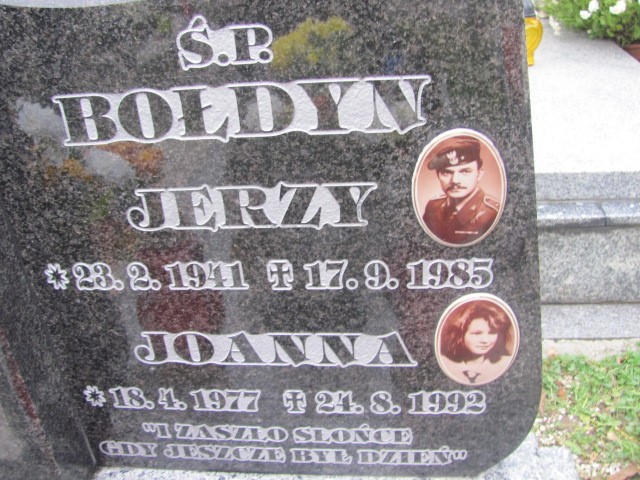 Ś.P.
BOŁDYN
JERZY
* 23. 2. 1941 ✝ 17. 9. 1985
JOANNA
* 18. 4. 1977 ✝ 24. 8. 1992
"I ZASZŁO SŁOŃCE
GDY JESZCZE BYŁ DZIEŃ"